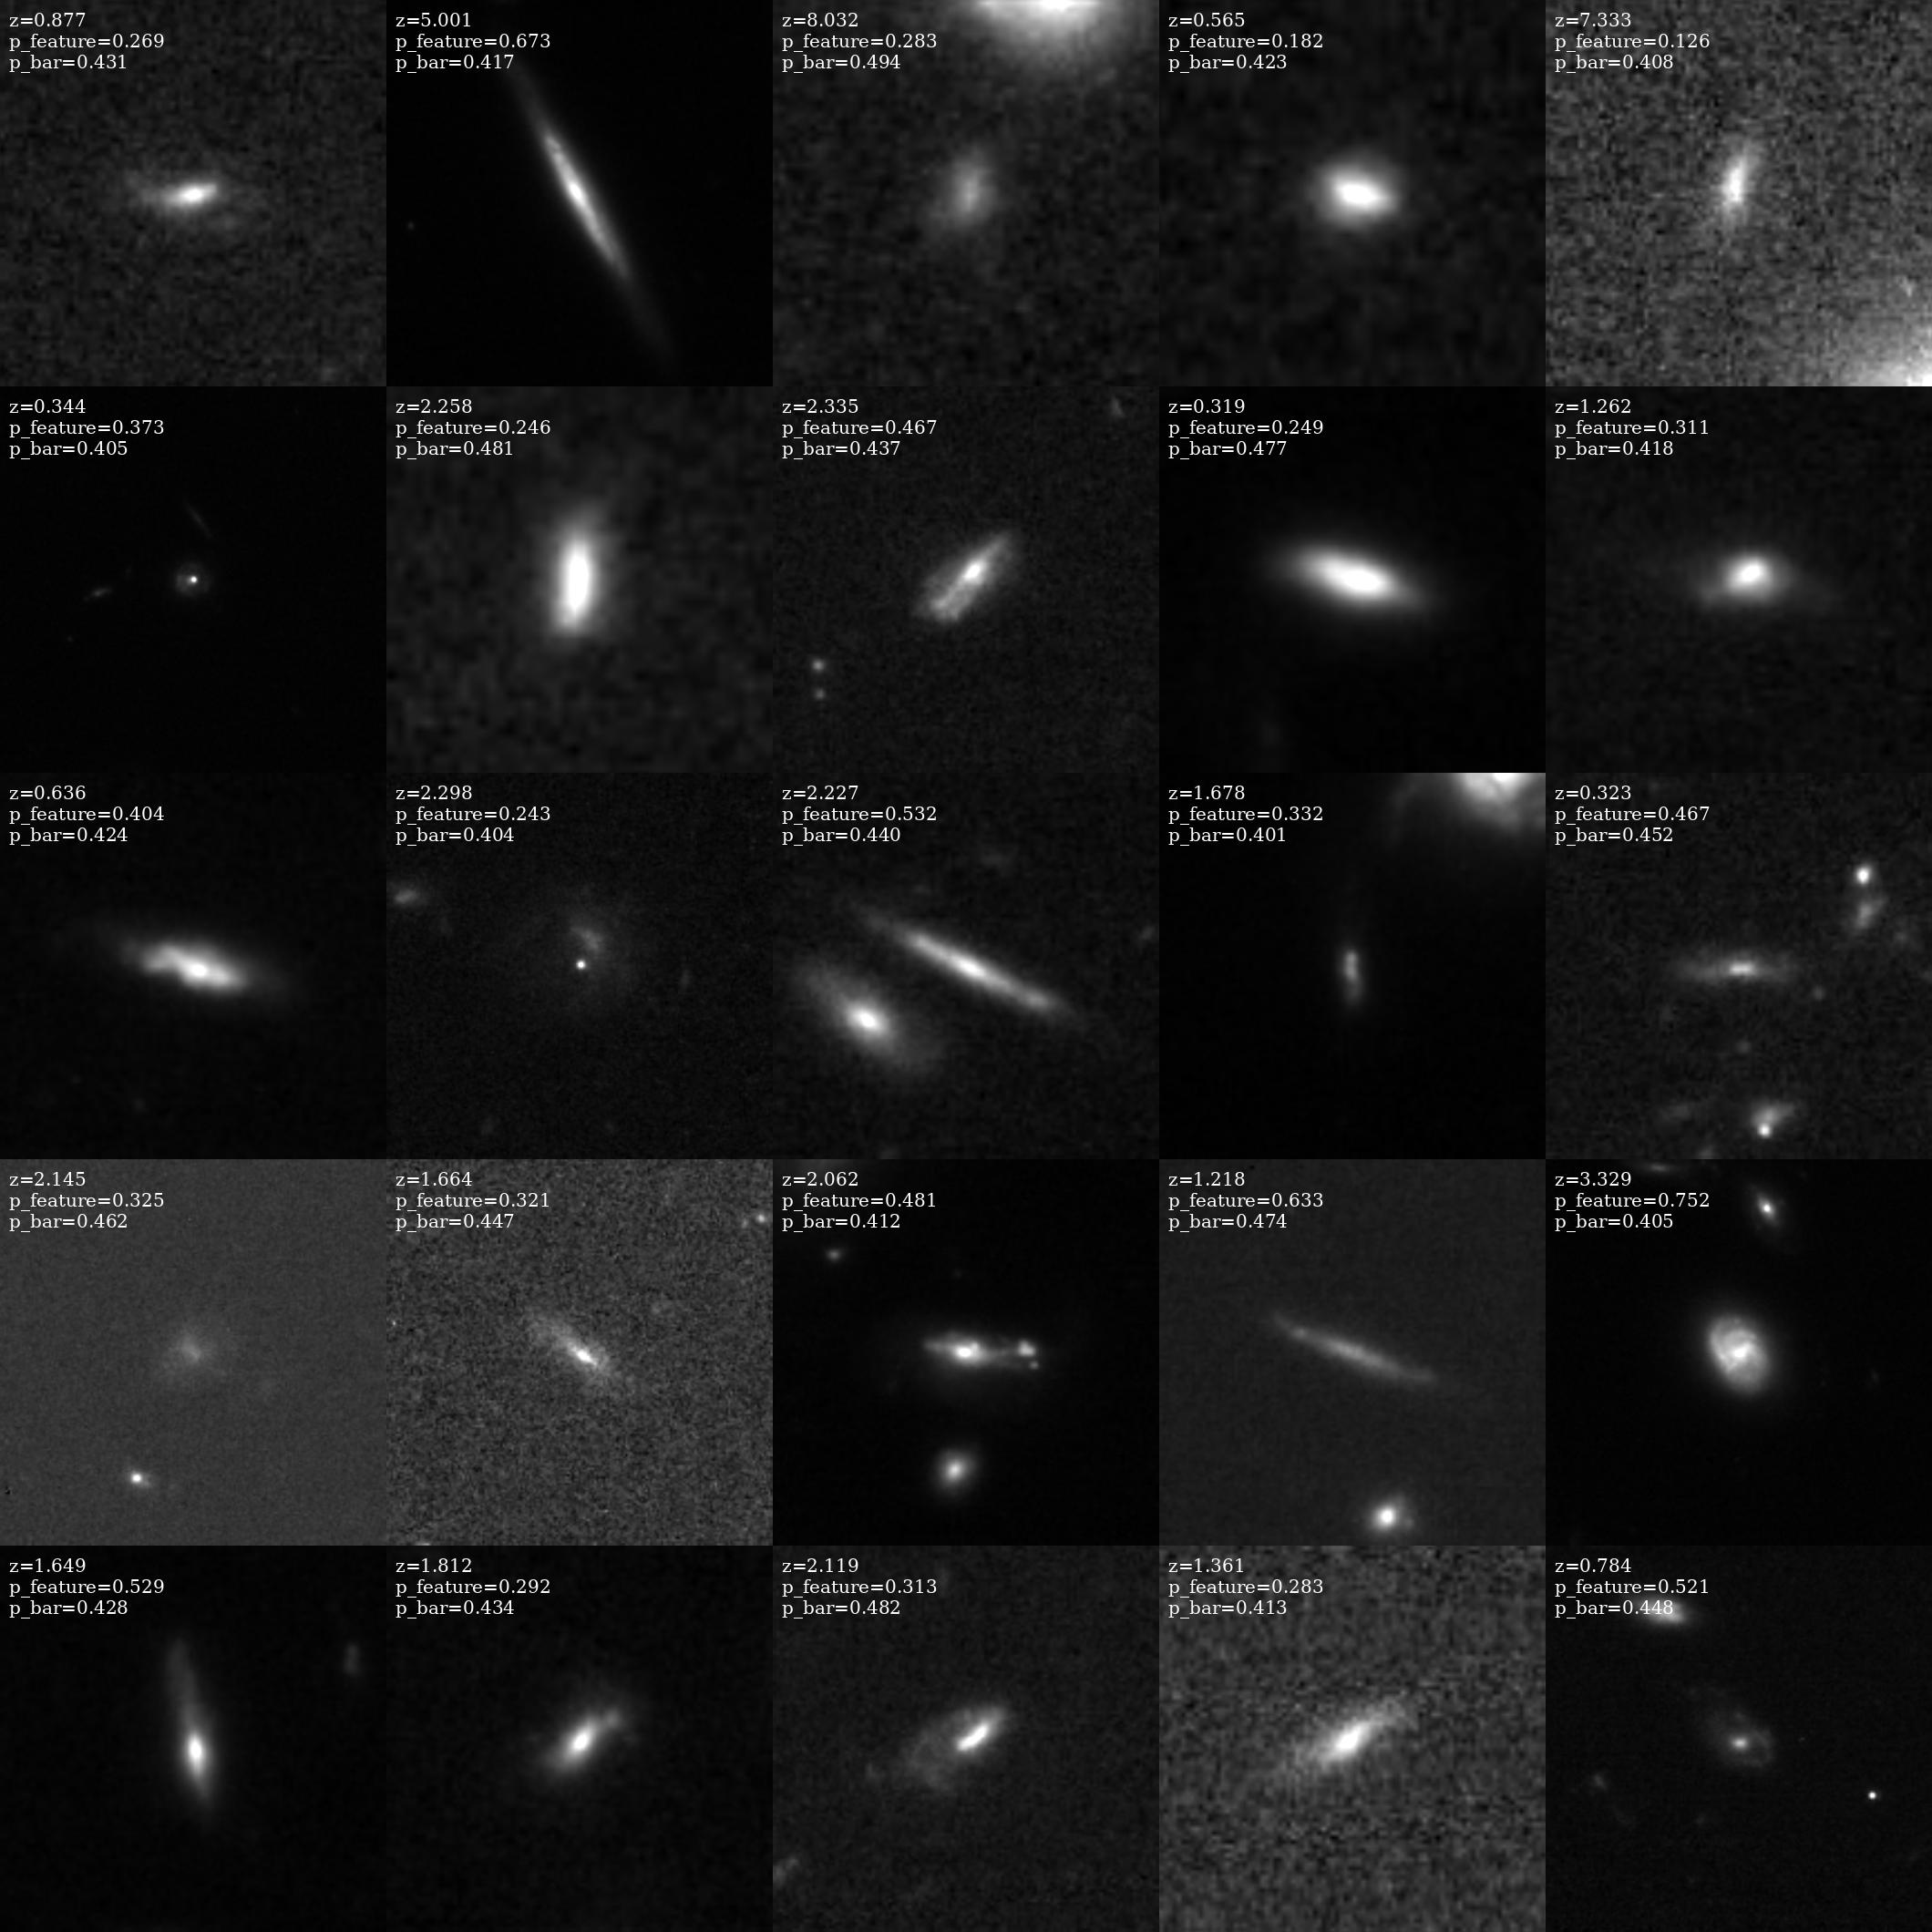 z=0.877
p_feature=0.269
p_bar=0.431
z=5.001
p_feature=0.673
p_bar=0.417
z=8.032
p_feature=0.283
p_bar=0.494
z=0.565
p_feature=0.182
p_bar=0.423
z=7.333
p_feature=0.126
p_bar=0.408
z=0.344
p_feature=0.373
p_bar=0.405
z=2.258
p_feature=0.246
p_bar=0.481
z=2.335
p_feature=0.467
p_bar=0.437
z=0.319
p_feature=0.249
p_bar=0.477
z=1.262
p_feature=0.311
p_bar=0.418
z=0.636
p_feature=0.404
p_bar=0.424
z=2.298
p_feature=0.243
p_bar=0.404
z=2.227
p_feature=0.532
p_bar=0.440
z=1.678
p_feature=0.332
p_bar=0.401
z=0.323
p_feature=0.467
p_bar=0.452
z=2.145
p_feature=0.325
p_bar=0.462
z=1.664
p_feature=0.321
p_bar=0.447
z=2.062
p_feature=0.481
p_bar=0.412
z=1.218
p_feature=0.633
p_bar=0.474
z=3.329
p_feature=0.752
p_bar=0.405
z=1.649
p_feature=0.529
p_bar=0.428
z=1.812
p_feature=0.292
p_bar=0.434
z=2.119
p_feature=0.313
p_bar=0.482
z=1.361
p_feature=0.283
p_bar=0.413
z=0.784
p_feature=0.521
p_bar=0.448